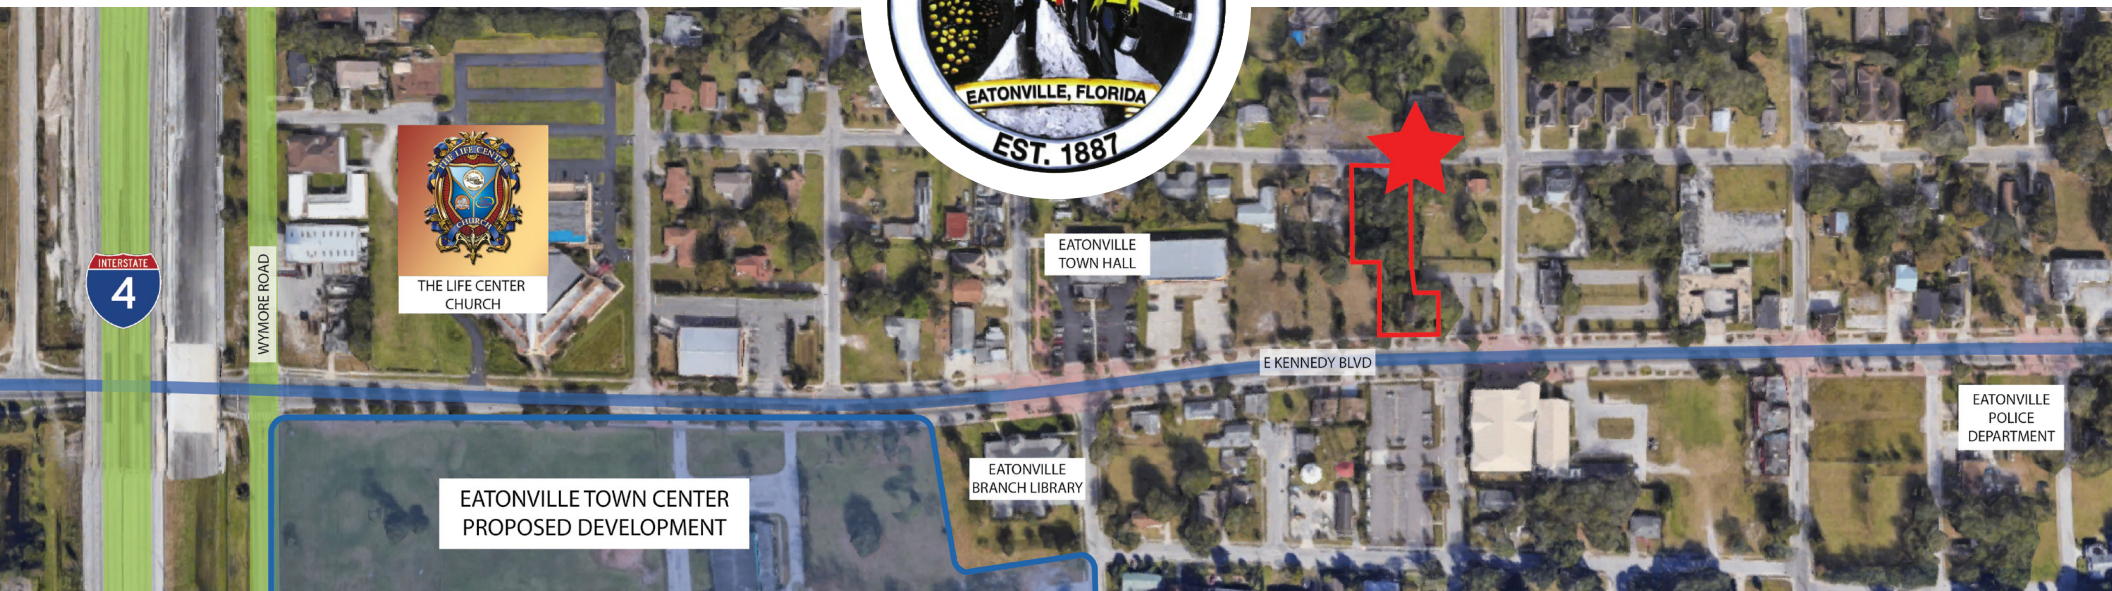 EATONVILLE, FLORIDA
EST. 1887
THE LIFE CENTER
CHURCH
THE LIFE CENTER
CHURCH
INTERSTATE
4
WYMORE ROAD
EATONVILLE
TOWN HALL
E KENNEDY BLVD
EATONVILLE
POLICE
DEPARTMENT
EATONVILLE
BRANCH LIBRARY
EATONVILLE TOWN CENTER
PROPOSED DEVELOPMENT